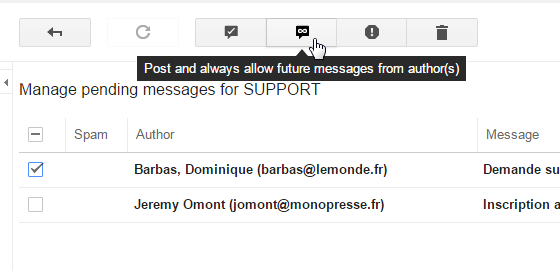 Post and always allow future messages from author(s)
Manage pending messages for SUPPORT
Spam Author Message
Barbas, Dominique (barbas@lemonde.fr) Demande su
Jeremy Omont (jomont@monopresse.fr) Inscription a